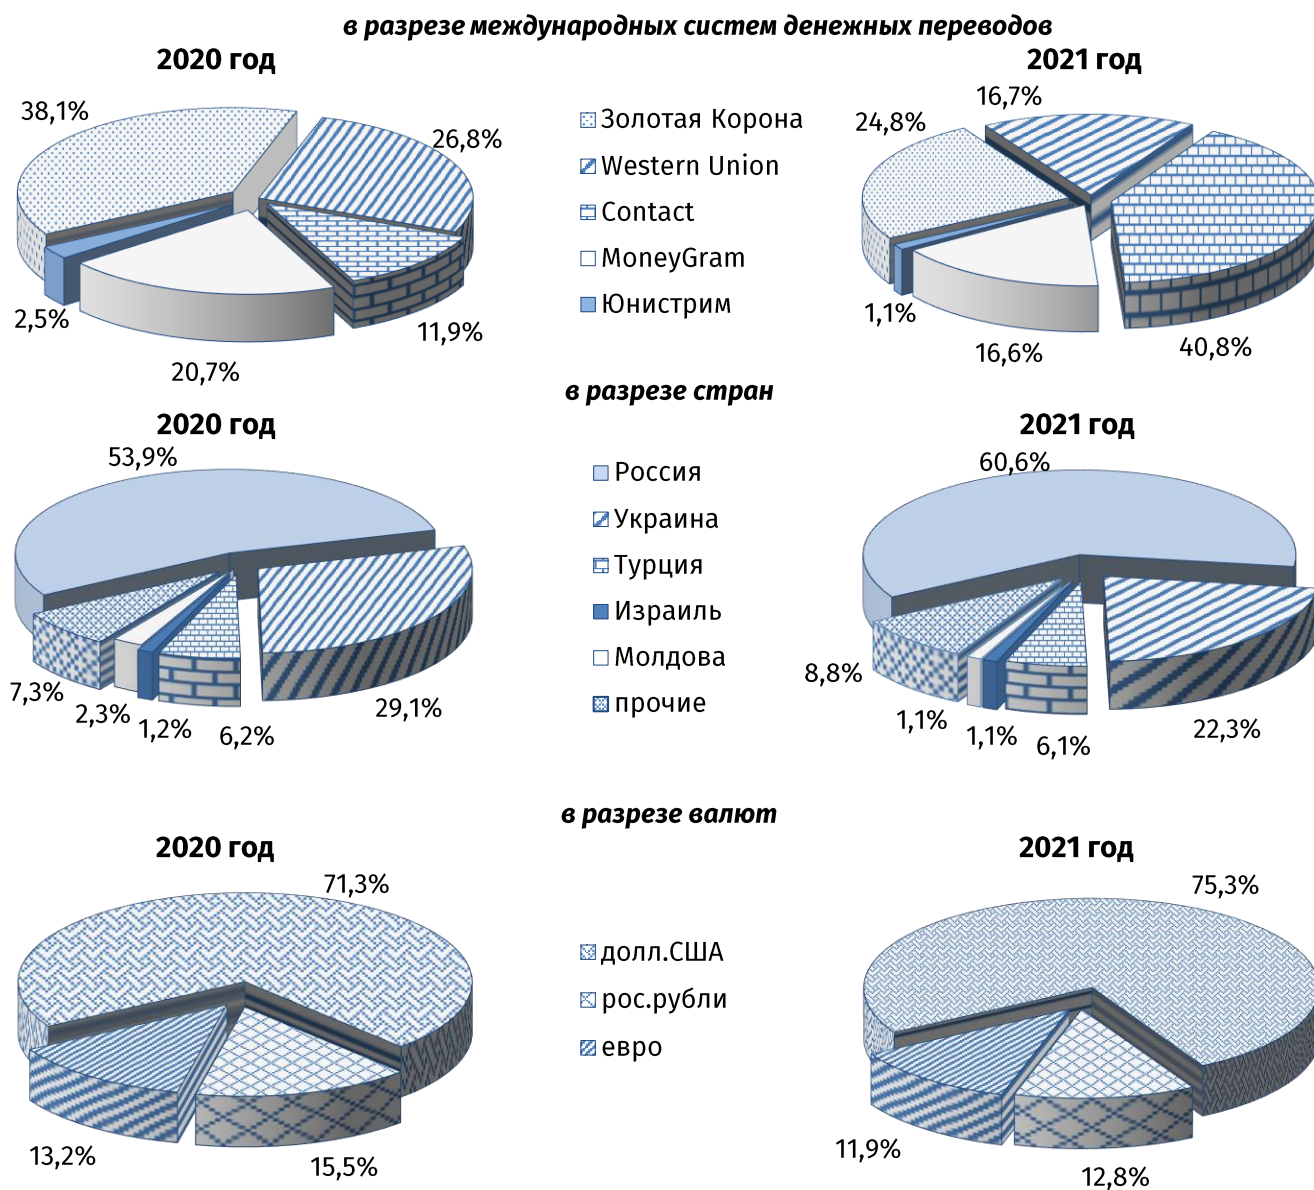 в разрезе международных систем денежных переводов
2020 год
2021 год
38,1%
26,8%
11,9%
20,7%
2,5%
Золотая Корона
Western Union
Contact
MoneyGram
Юнистрим
24,8%
16,7%
40,8%
16,6%
1,1%
в разрезе стран
2020 год
2021 год
53,9%
29,1%
6,2%
1,2%
2,3%
7,3%
Россия
Украина
Турция
Израиль
Молдова
прочие
60,6%
22,3%
6,1%
1,1%
1,1%
8,8%
в разрезе валют
2020 год
2021 год
71,3%
15,5%
13,2%
долл.США
рос.рубли
евро
75,3%
12,8%
11,9%